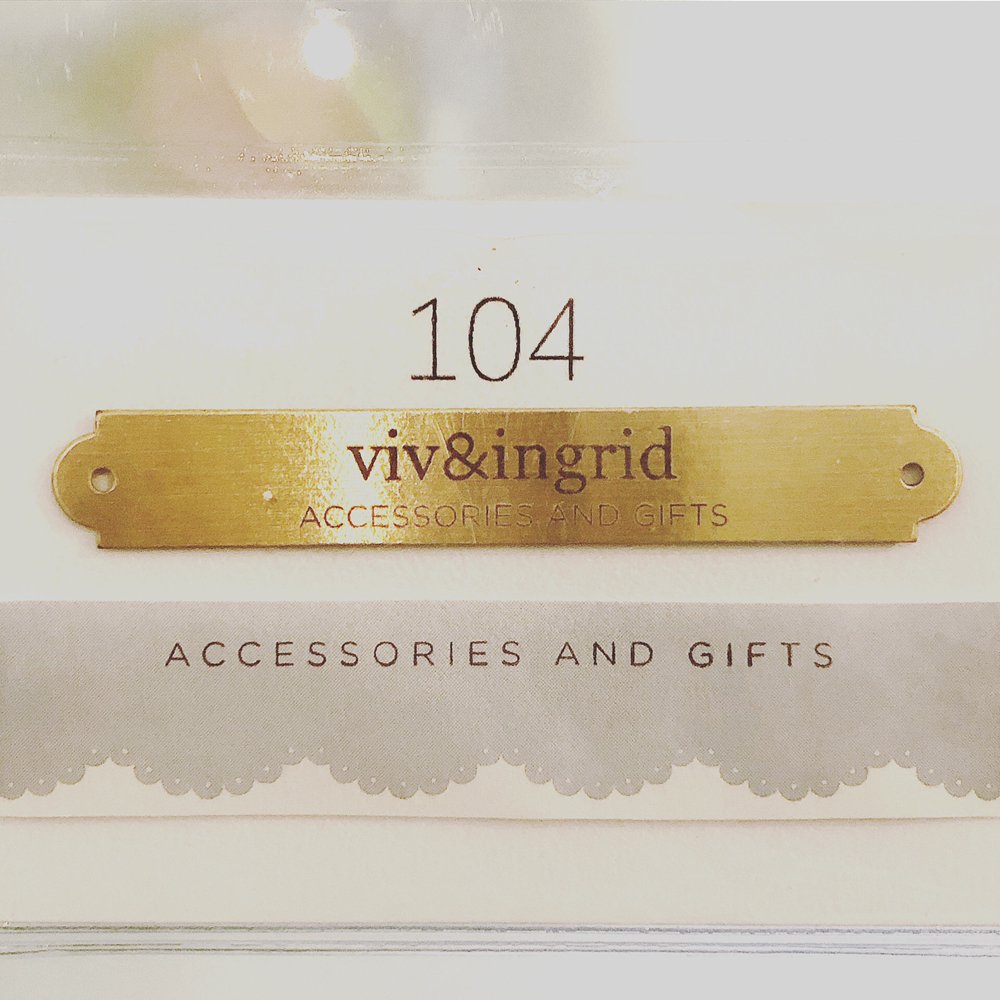 104
viv&ingrid
ACCESSORIES AND GIFTS
ACCESSORIES AND GIFTS